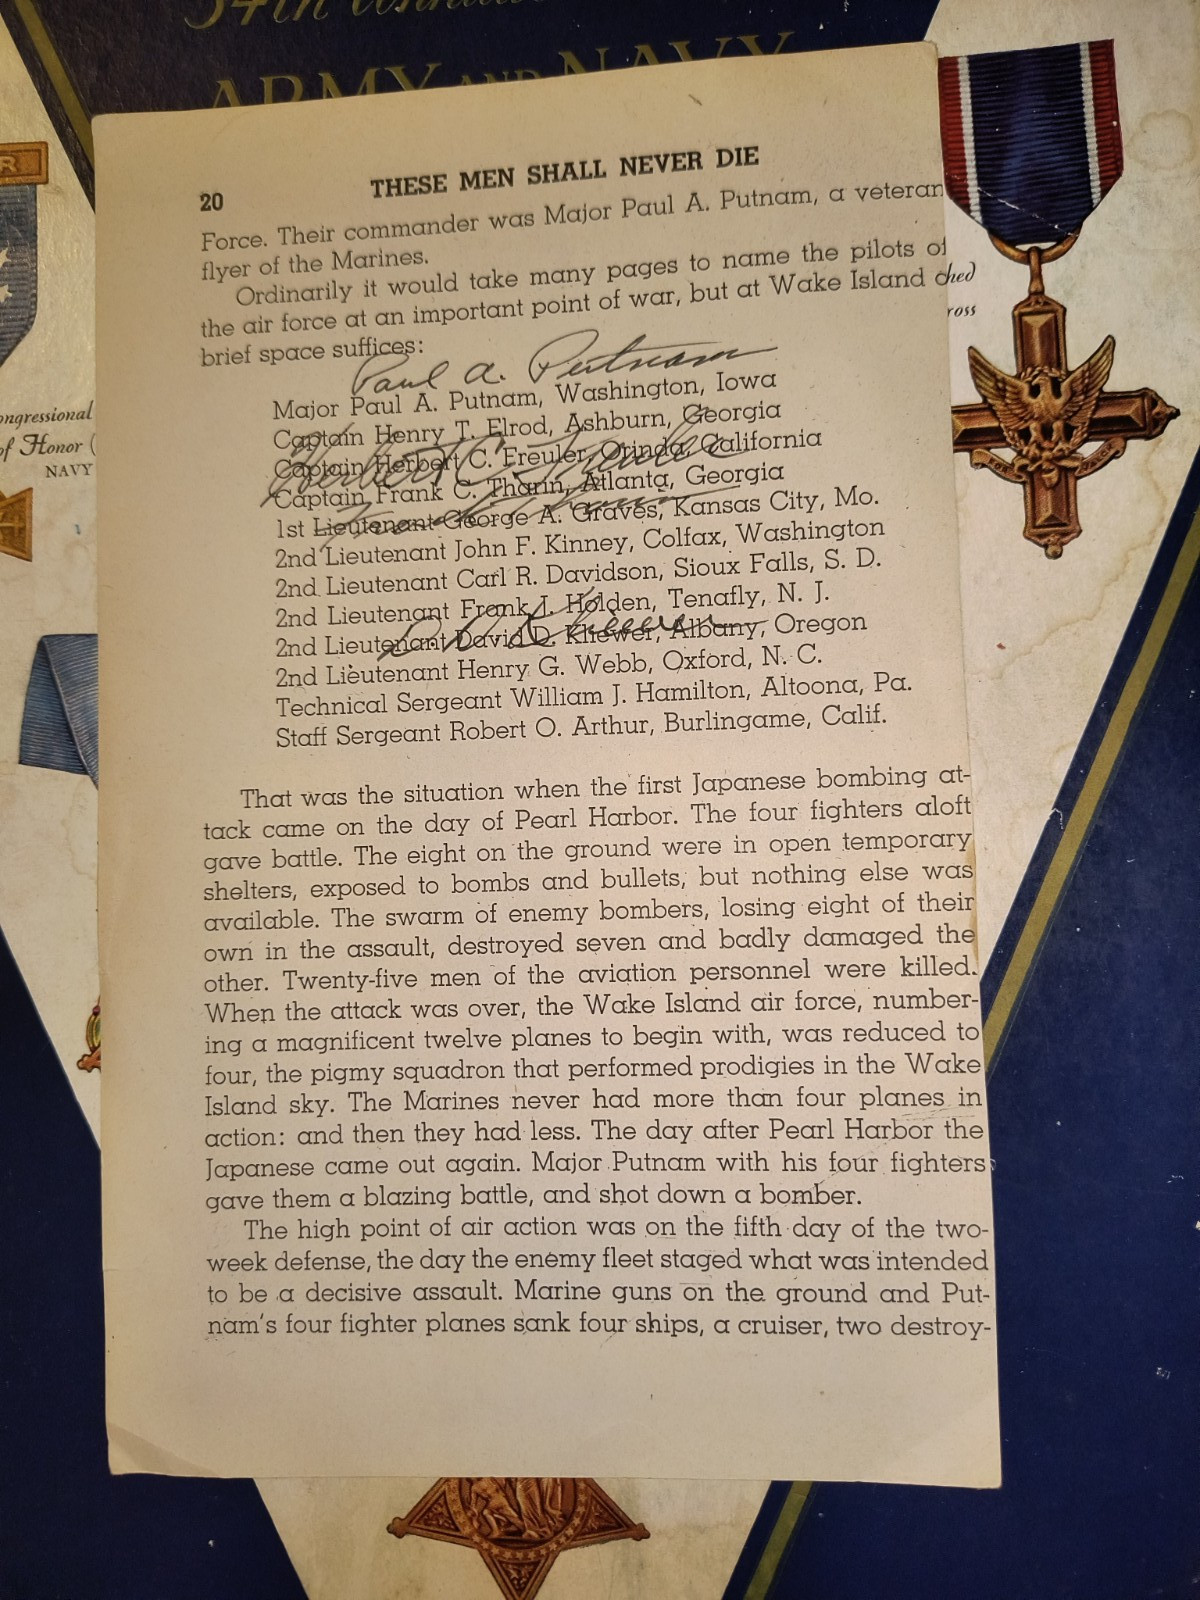 54th
ARMY AND NAVY
R
20 THESE MEN SHALL NEVER DIE
Force. Their commander was Major Paul A. Putnam, a veteran
flyer of the Marines.
Ordinarily it would take many pages to name the pilots of
the air force at an important point of war, but at Wake Island a
brief space suffices:
Paul A. Putnam
Major Paul A. Putnam, Washington, Iowa
Captain Henry T. Elrod, Ashburn, Georgia
Herbert C. Freuler
Captain Herbert C. Freuler, Orinda, California
Captain Frank C. Tharin, Atlanta, Georgia
1st Lieutenant George A. Graves, Kansas City, Mo.
2nd Lieutenant John F. Kinney, Colfax, Washington
2nd Lieutenant Carl R. Davidson, Sioux Falls, S. D.
2nd Lieutenant Frank J. Holden, Tenafly, N. J.
D D Kliewer
2nd Lieutenant David D. Kliewer, Albany, Oregon
2nd Lieutenant Henry G. Webb, Oxford, N. C.
Technical Sergeant William J. Hamilton, Altoona, Pa.
Staff Sergeant Robert O. Arthur, Burlingame, Calif.
That was the situation when the first Japanese bombing at-
tack came on the day of Pearl Harbor. The four fighters aloft
gave battle. The eight on the ground were in open temporary
shelters, exposed to bombs and bullets, but nothing else was
available. The swarm of enemy bombers, losing eight of their
own in the assault, destroyed seven and badly damaged the
other. Twenty-five men of the aviation personnel were killed.
When the attack was over, the Wake Island air force, number-
ing a magnificent twelve planes to begin with, was reduced to
four, the pigmy squadron that performed prodigies in the Wake
Island sky. The Marines never had more than four planes in
action: and then they had less. The day after Pearl Harbor the
Japanese came out again. Major Putnam with his four fighters
gave them a blazing battle, and shot down a bomber.
The high point of air action was on the fifth day of the two-
week defense, the day the enemy fleet staged what was intended
to be a decisive assault. Marine guns on the ground and Put-
nam's four fighter planes sank four ships, a cruiser, two destroy-
ongressional
of Honor (
NAVY
hed
ross
FOR VALOR